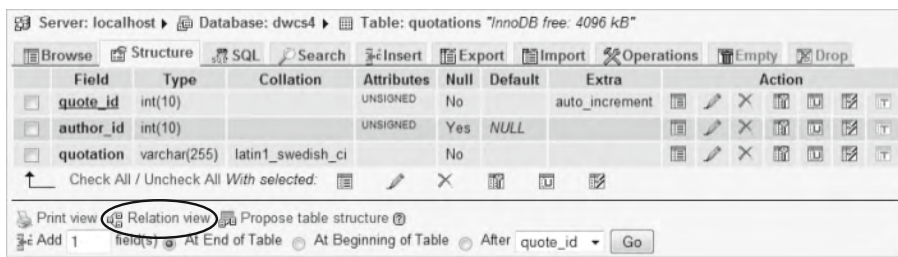 Server: localhost ▸ Database: dwcs4 ▸ Table: quotations "InnoDB free: 4096 kB"
Browse Structure SQL Search Insert Export Import Operations Empty Drop
Field Type Collation Attributes Null Default Extra Action
quote_id int(10) UNSIGNED No auto_increment
author_id int(10) UNSIGNED Yes NULL
quotation varchar(255) latin1_swedish_ci No
Check All / Uncheck All With selected:
Print view Relation view Propose table structure
Add 1 field(s) At End of Table At Beginning of Table After quote_id Go